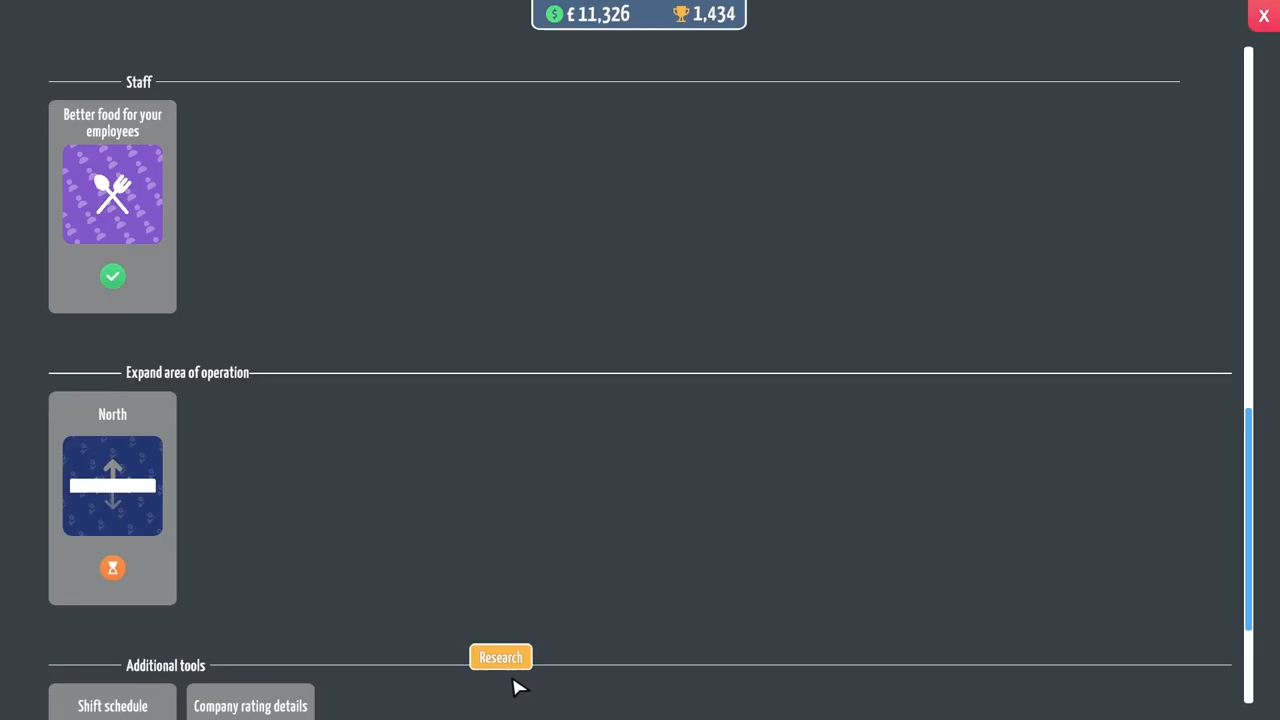 £ 11,326
1,434
X
Staff
Better food for your
employees
Expand area of operation
North
Research
Additional tools
Shift schedule
Company rating details